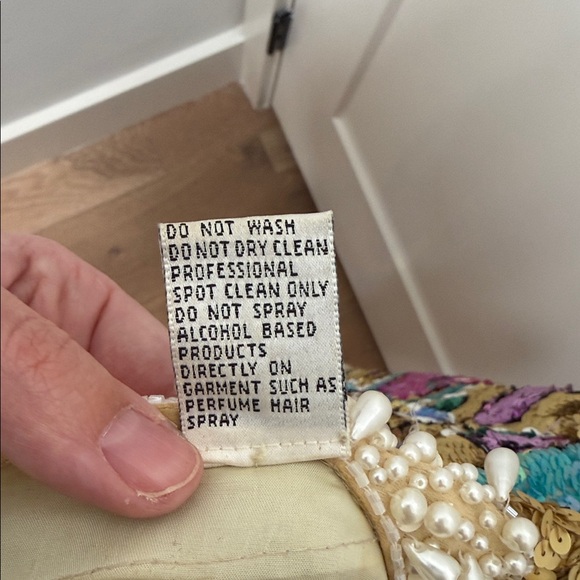 DO NOT WASH
DO NOT DRY CLEAN
PROFESSIONAL
SPOT CLEAN ONLY
DO NOT SPRAY
ALCOHOL BASED
PRODUCTS
DIRECTLY ON
GARMENT SUCH AS
PERFUME HAIR
SPRAY